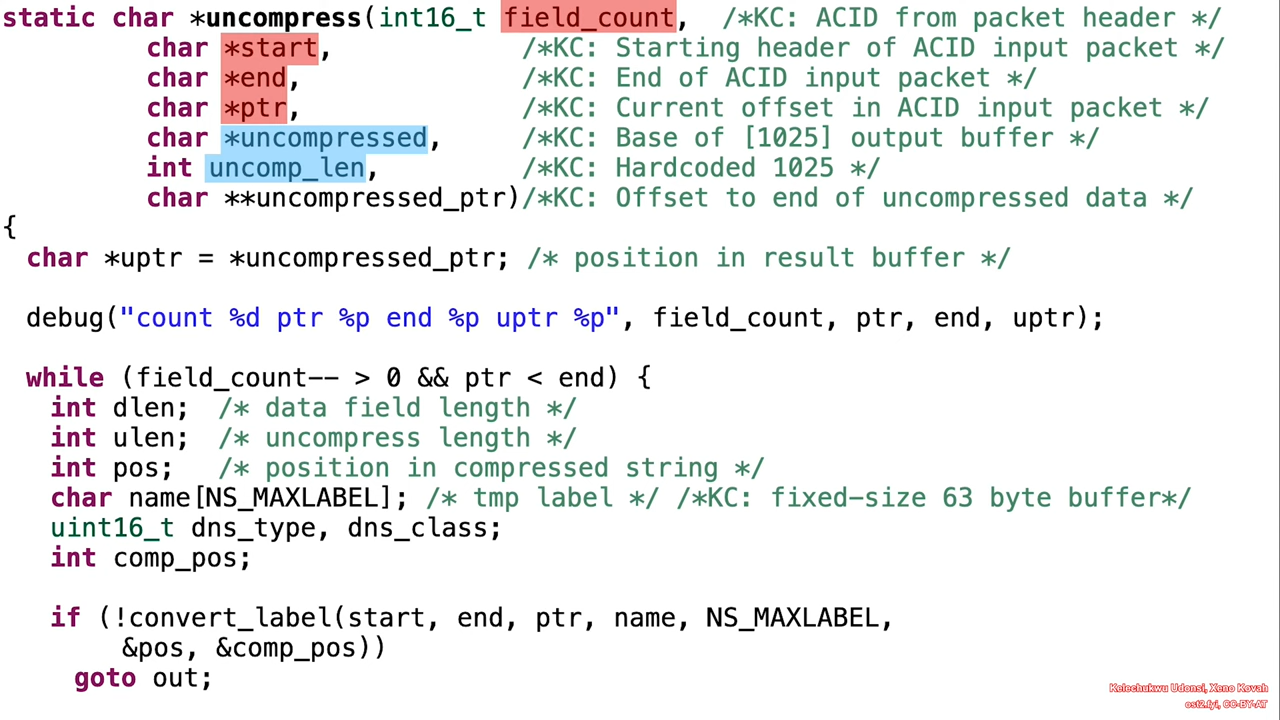 static char *uncompress(int16_t field_count, /*KC: ACID from packet header */
char *start, /*KC: Starting header of ACID input packet */
char *end, /*KC: End of ACID input packet */
char *ptr, /*KC: Current offset in ACID input packet */
char *uncompressed, /*KC: Base of [1025] output buffer */
int uncomp_len, /*KC: Hardcoded 1025 */
char **uncompressed_ptr)/*KC: Offset to end of uncompressed data */
{
char *uptr = *uncompressed_ptr; /* position in result buffer */
debug("count %d ptr %p end %p uptr %p", field_count, ptr, end, uptr);
while (field_count-- > 0 && ptr < end) {
int dlen; /* data field length */
int ulen; /* uncompress length */
int pos; /* position in compressed string */
char name[NS_MAXLABEL]; /* tmp label */ /*KC: fixed-size 63 byte buffer*/
uint16_t dns_type, dns_class;
int comp_pos;
if (!convert_label(start, end, ptr, name, NS_MAXLABEL,
&pos, &comp_pos))
goto out;
Kelechukwu Udonsi, Xeno Kovah
ost2.fyi, CC-BY-AT